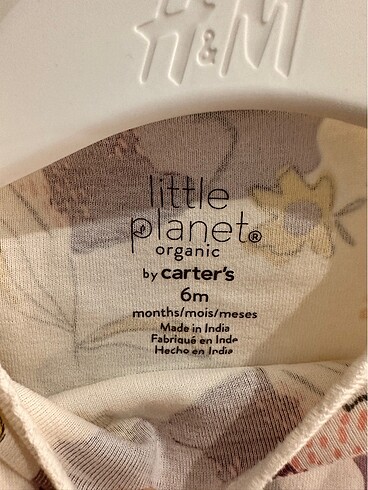 H&M
little
planet®
organic
by carter's
6m
months/mois/meses
Made in India
Fabriqué en Inde
Hecho en India